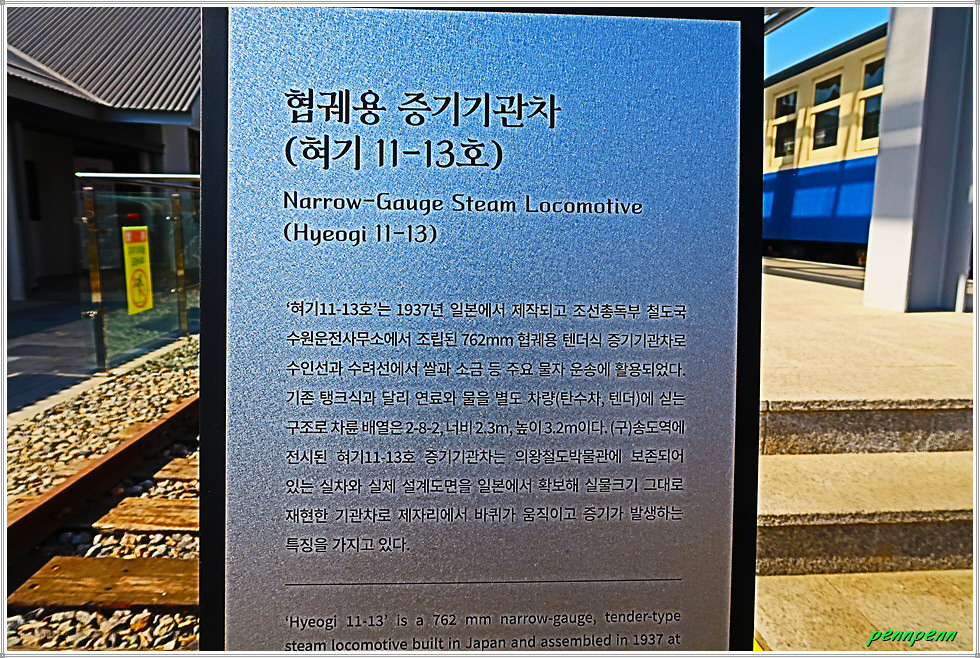 협궤용 증기기관차
(혀기 11-13호)
Narrow-Gauge Steam Locomotive
(Hyeogi 11-13)
‘혀기11-13호’는 1937년 일본에서 제작되고 조선총독부 철도국
수원운전사무소에서 조립된 762mm 협궤용 텐더식 증기기관차로
수인선과 수려선에서 쌀과 소금 등 주요 물자 운송에 활용되었다.
기존 탱크식과 달리 연료와 물을 별도 차량(탄수차, 텐더)에 싣는
구조로 차륜 배열은 2-8-2, 너비 2.3m, 높이 3.2m이다. (구)송도역에
전시된 혀기11-13호 증기기관차는 의왕철도박물관에 보존되어
있는 실차와 실제 설계도면을 일본에서 확보해 실물크기 그대로
재현한 기관차로 제자리에서 바퀴가 움직이고 증기가 발생하는
특징을 가지고 있다.
‘Hyeogi 11-13’ is a 762 mm narrow-gauge, tender-type
steam locomotive built in Japan and assembled in 1937 at
pennpenn